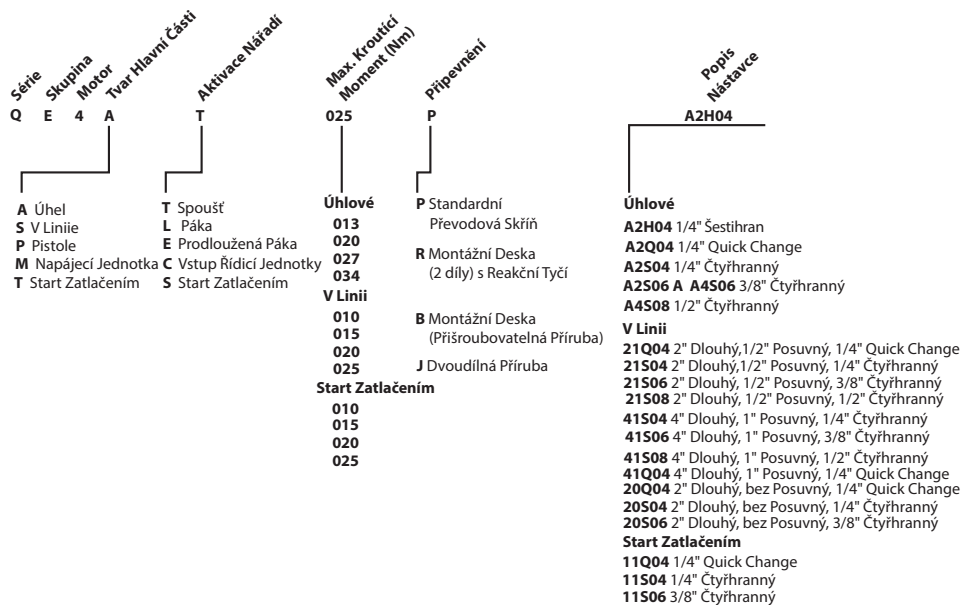 Série
Skupina
Motor
Tvar Hlavní Části
Aktivace Nářadí
Max. Kroutící
Moment (Nm)
Připevnění
Popis
Nástavce
Q E 4 A T 025 P A2H04
A Úhel
S V Liniie
P Pistole
M Napájecí Jednotka
T Start Zatlačením
T Spoušť
L Páka
E Prodloužená Páka
C Vstup Řídicí Jednotky
S Start Zatlačením
Úhlové
013
020
027
034
V Linii
010
015
020
025
Start Zatlačením
010
015
020
025
P Standardní
Převodová Skříň
R Montážní Deska
(2 díly) s Reakční Tyčí
B Montážní Deska
(Přišroubovatelná Příruba)
J Dvoudílná Příruba
Úhlové
A2H04 1/4" Šestihran
A2Q04 1/4" Quick Change
A2S04 1/4" Čtyřhranný
A2S06 A A4S06 3/8" Čtyřhranný
A4S08 1/2" Čtyřhranný
V Linii
21Q04 2" Dlouhý,1/2" Posuvný, 1/4" Quick Change
21S04 2" Dlouhý,1/2" Posuvný, 1/4" Čtyřhranný
21S06 2" Dlouhý, 1/2" Posuvný, 3/8" Čtyřhranný
21S08 2" Dlouhý, 1/2" Posuvný, 1/2" Čtyřhranný
41S04 4" Dlouhý, 1" Posuvný, 1/4" Čtyřhranný
41S06 4" Dlouhý, 1" Posuvný, 3/8" Čtyřhranný
41S08 4" Dlouhý, 1" Posuvný, 1/2" Čtyřhranný
41Q04 4" Dlouhý, 1" Posuvný, 1/4" Quick Change
20Q04 2" Dlouhý, bez Posuvný, 1/4" Quick Change
20S04 2" Dlouhý, bez Posuvný, 1/4" Čtyřhranný
20S06 2" Dlouhý, bez Posuvný, 3/8" Čtyřhranný
Start Zatlačením
11Q04 1/4" Quick Change
11S04 1/4" Čtyřhranný
11S06 3/8" Čtyřhranný